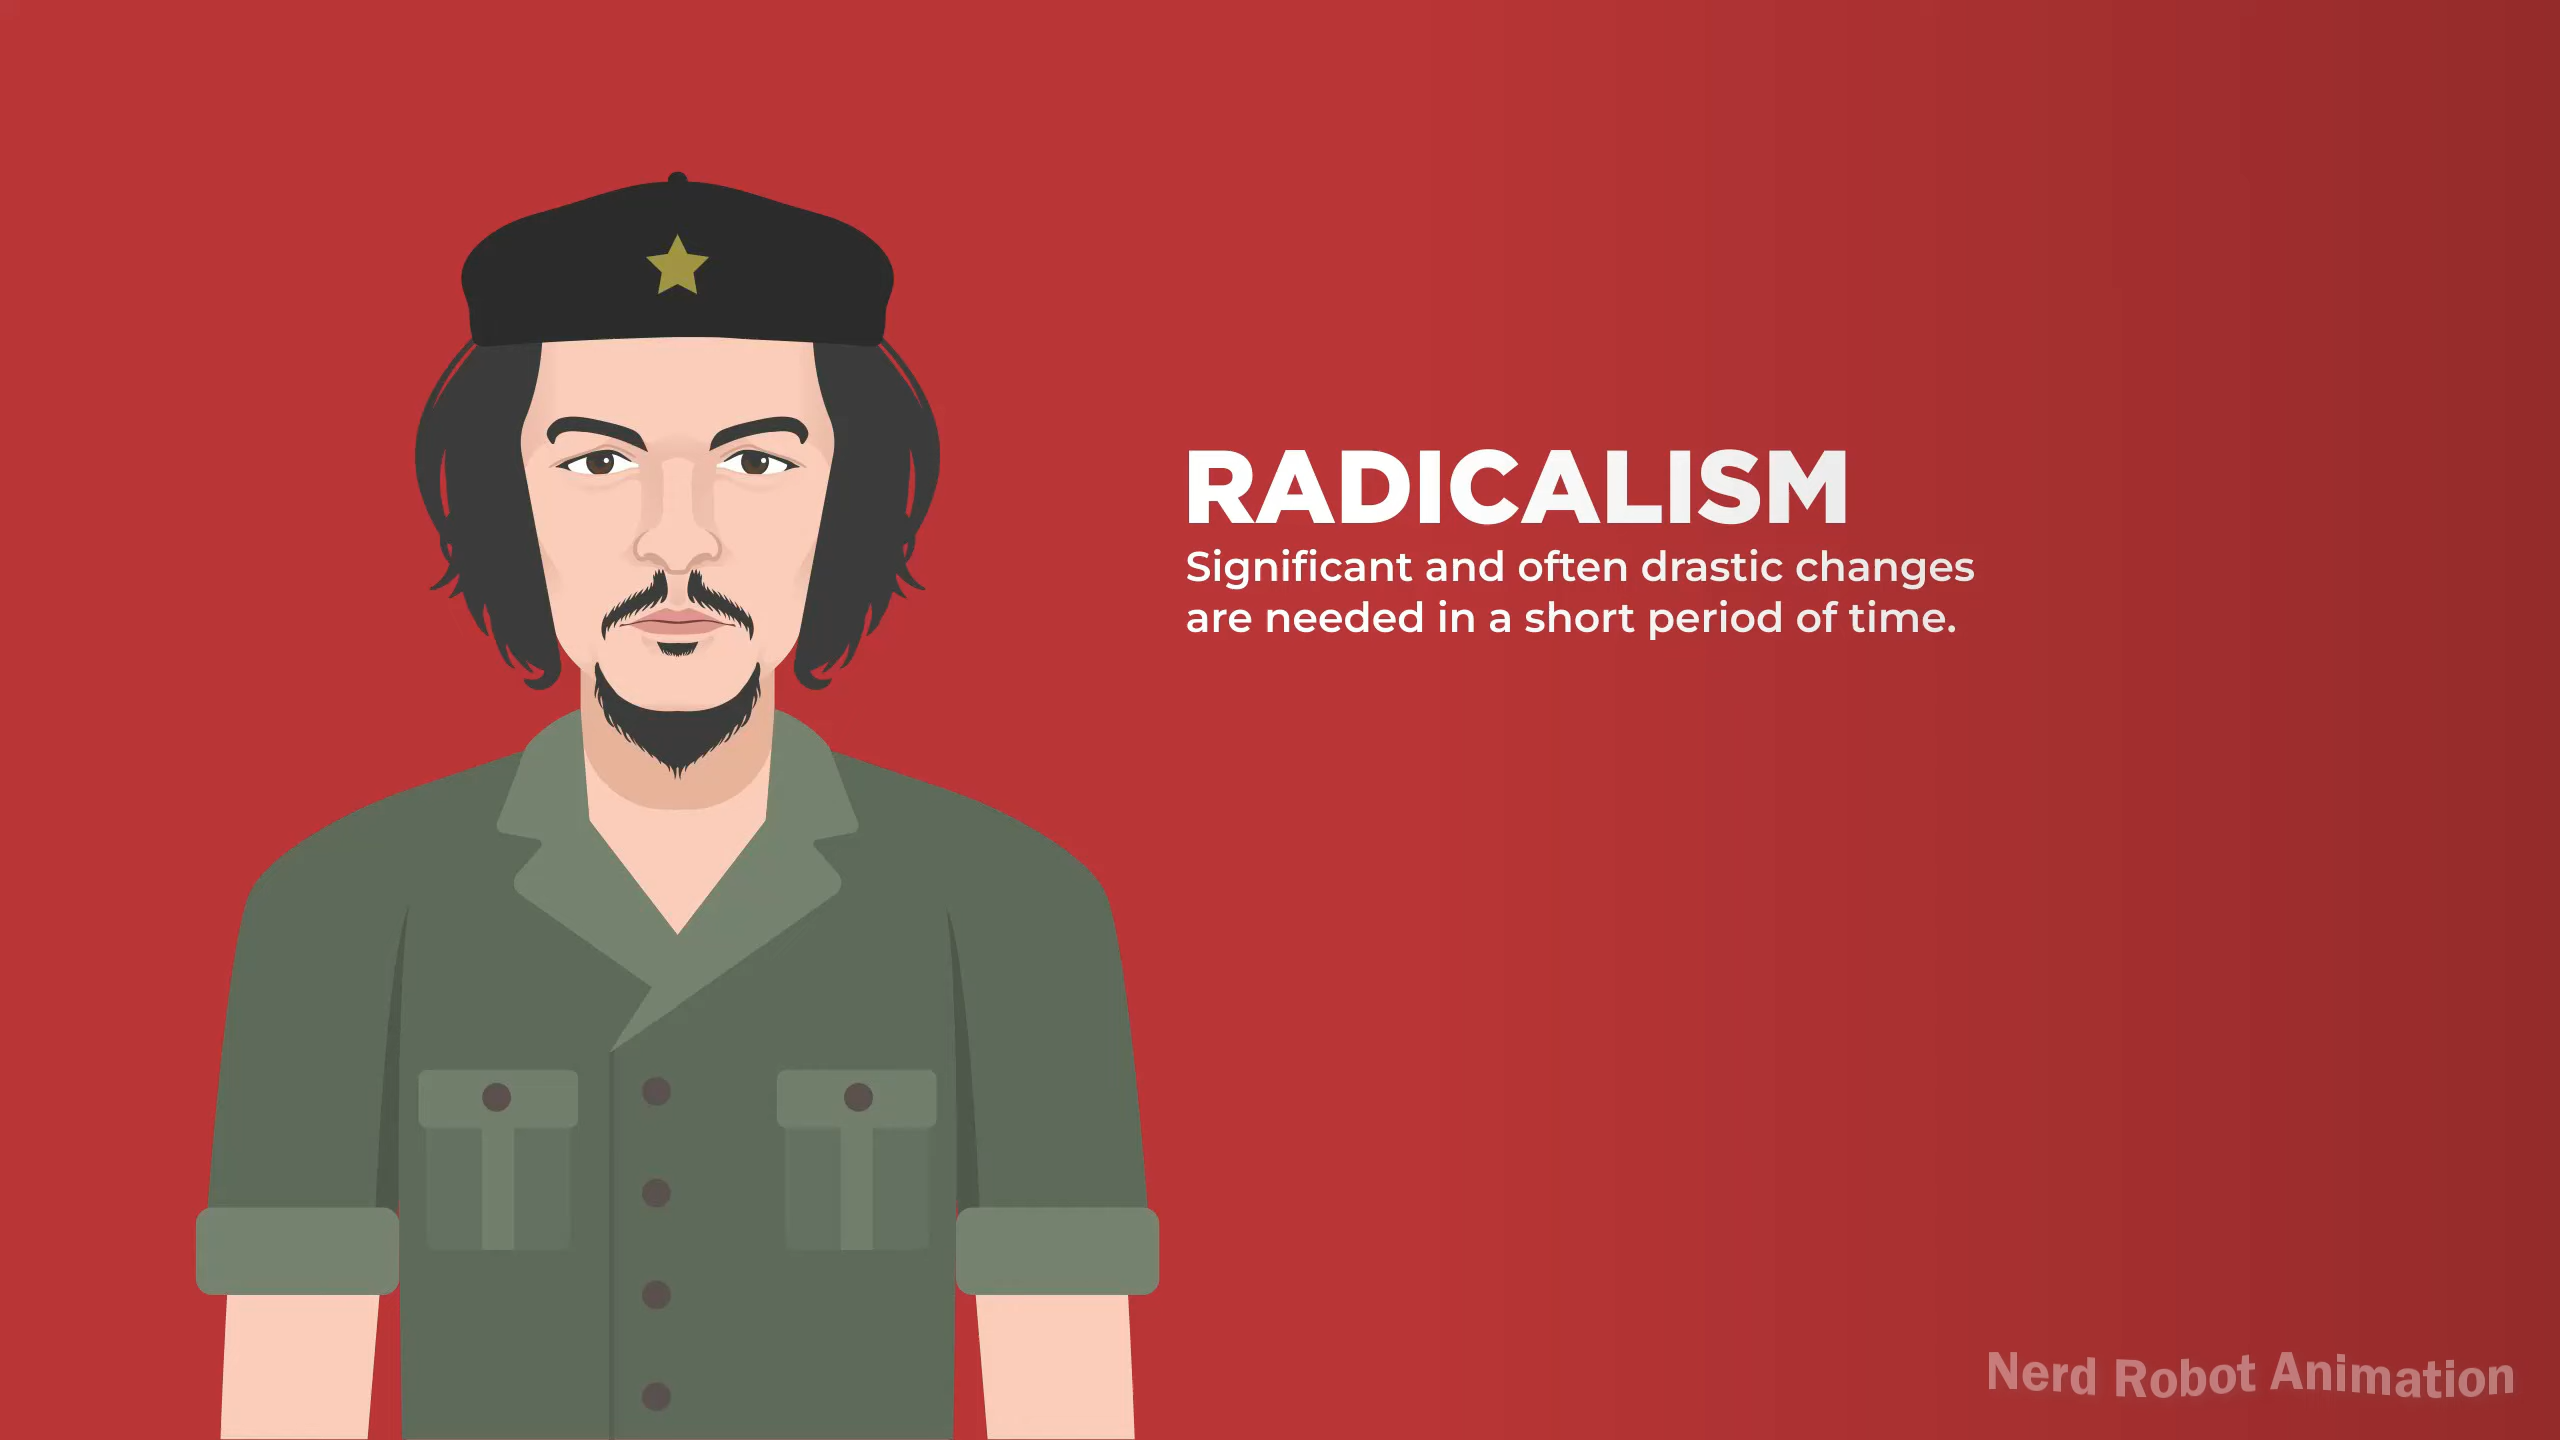 RADICALISM
Significant and often drastic changes
are needed in a short period of time.
Nerd Robot Animation